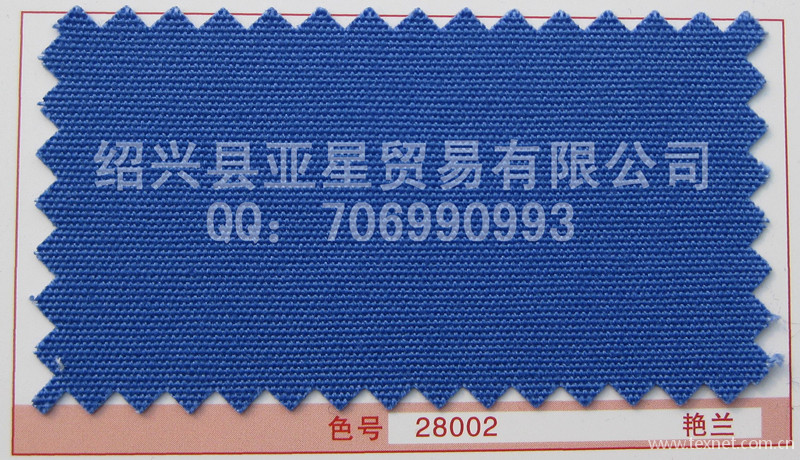 绍兴县亚星贸易有限公司
QQ：706990993
色号 28002 艳兰
www.texnet.com.cn